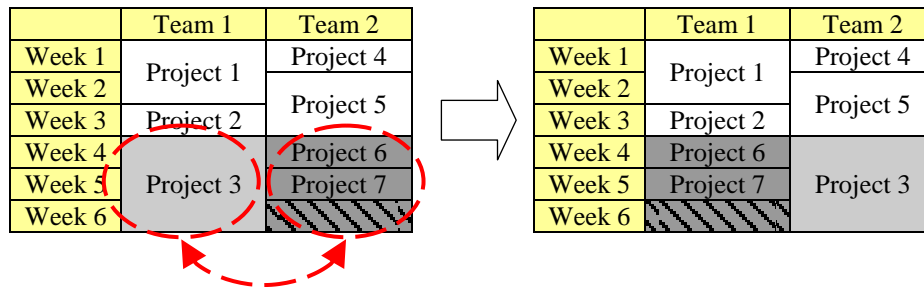 Team 1 Team 2
Week 1 Project 1 Project 4
Week 2 Project 5
Week 3 Project 2
Week 4 Project 3 Project 6
Week 5 Project 7
Week 6
Team 1 Team 2
Week 1 Project 1 Project 4
Week 2 Project 5
Week 3 Project 2
Week 4 Project 6 Project 3
Week 5 Project 7
Week 6